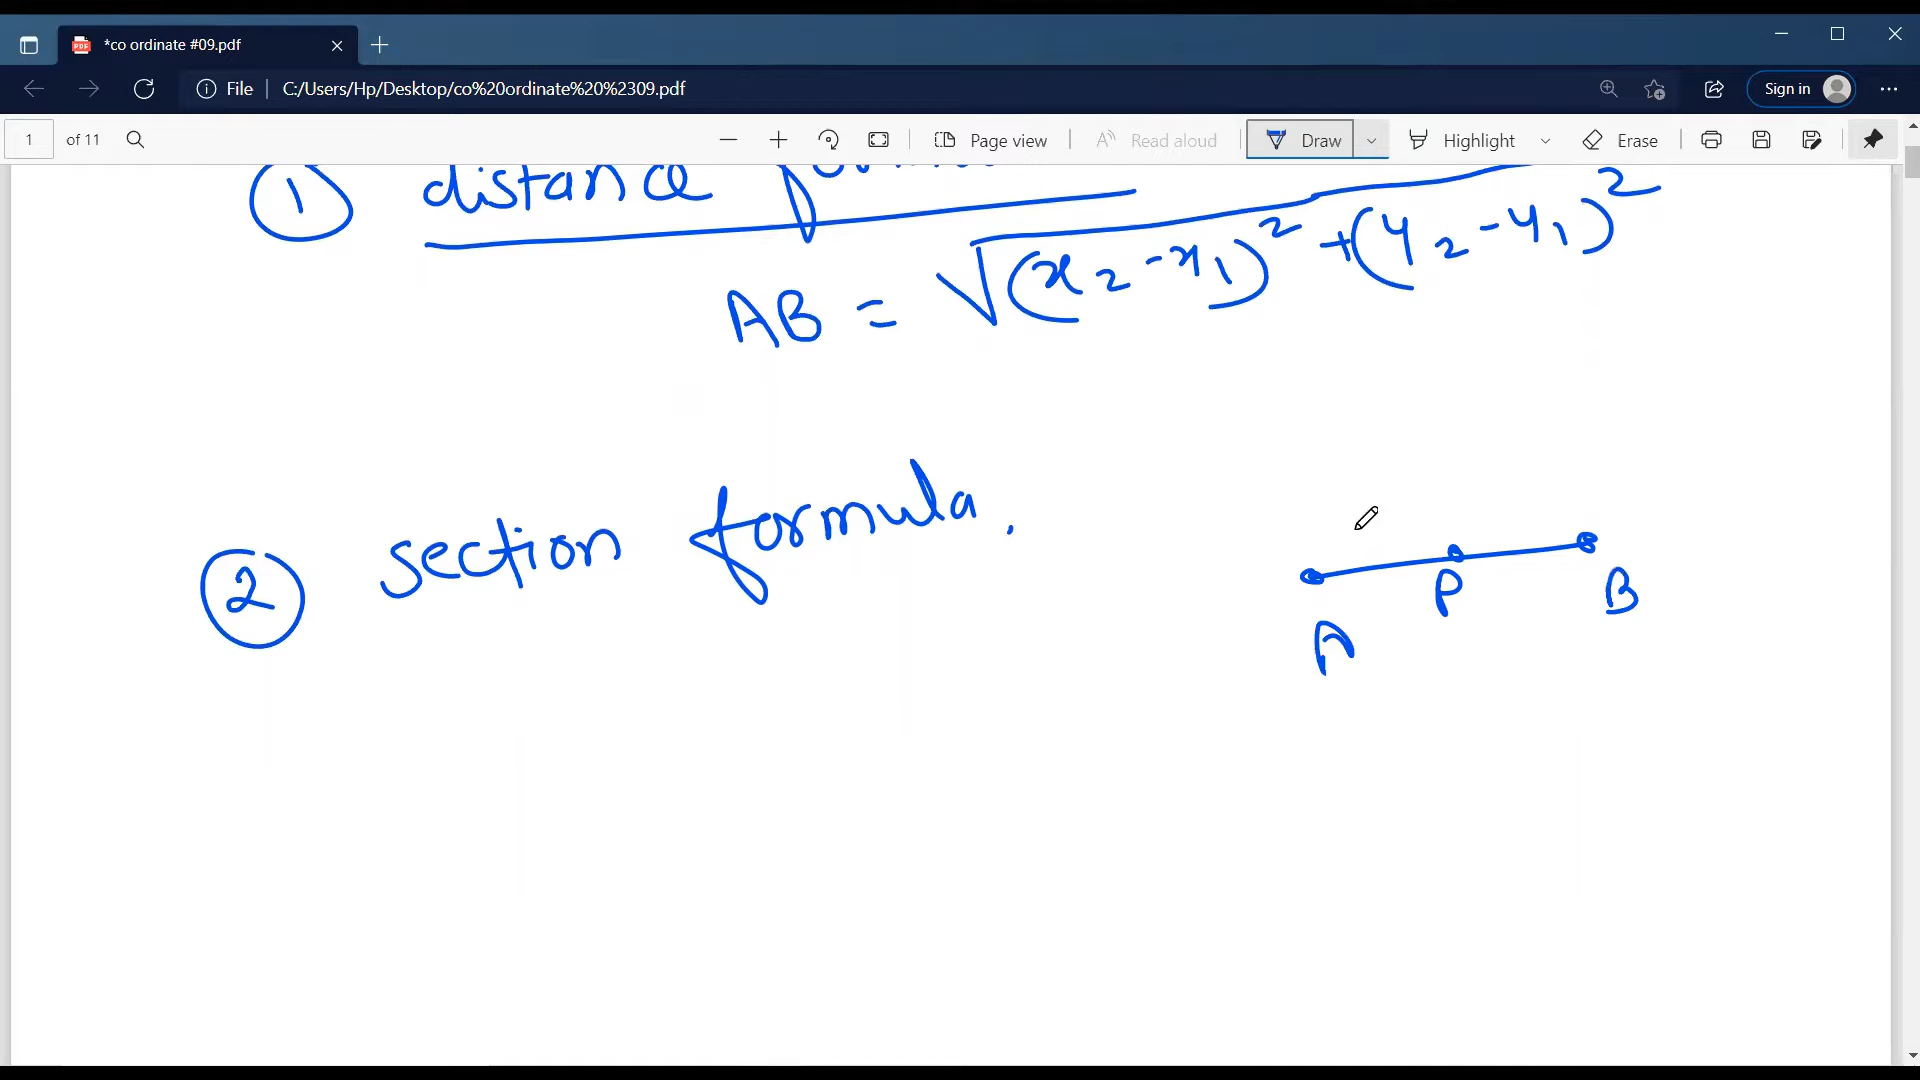 *co ordinate #09.pdf
File | C:/Users/Hp/Desktop/co%20ordinate%20%2309.pdf
Sign in
1 of 11
Page view
Read aloud
Draw
Highlight
Erase
① distance
AB = √(x₂-x₁)² + (y₂-y₁)²
② section formula.
A P B